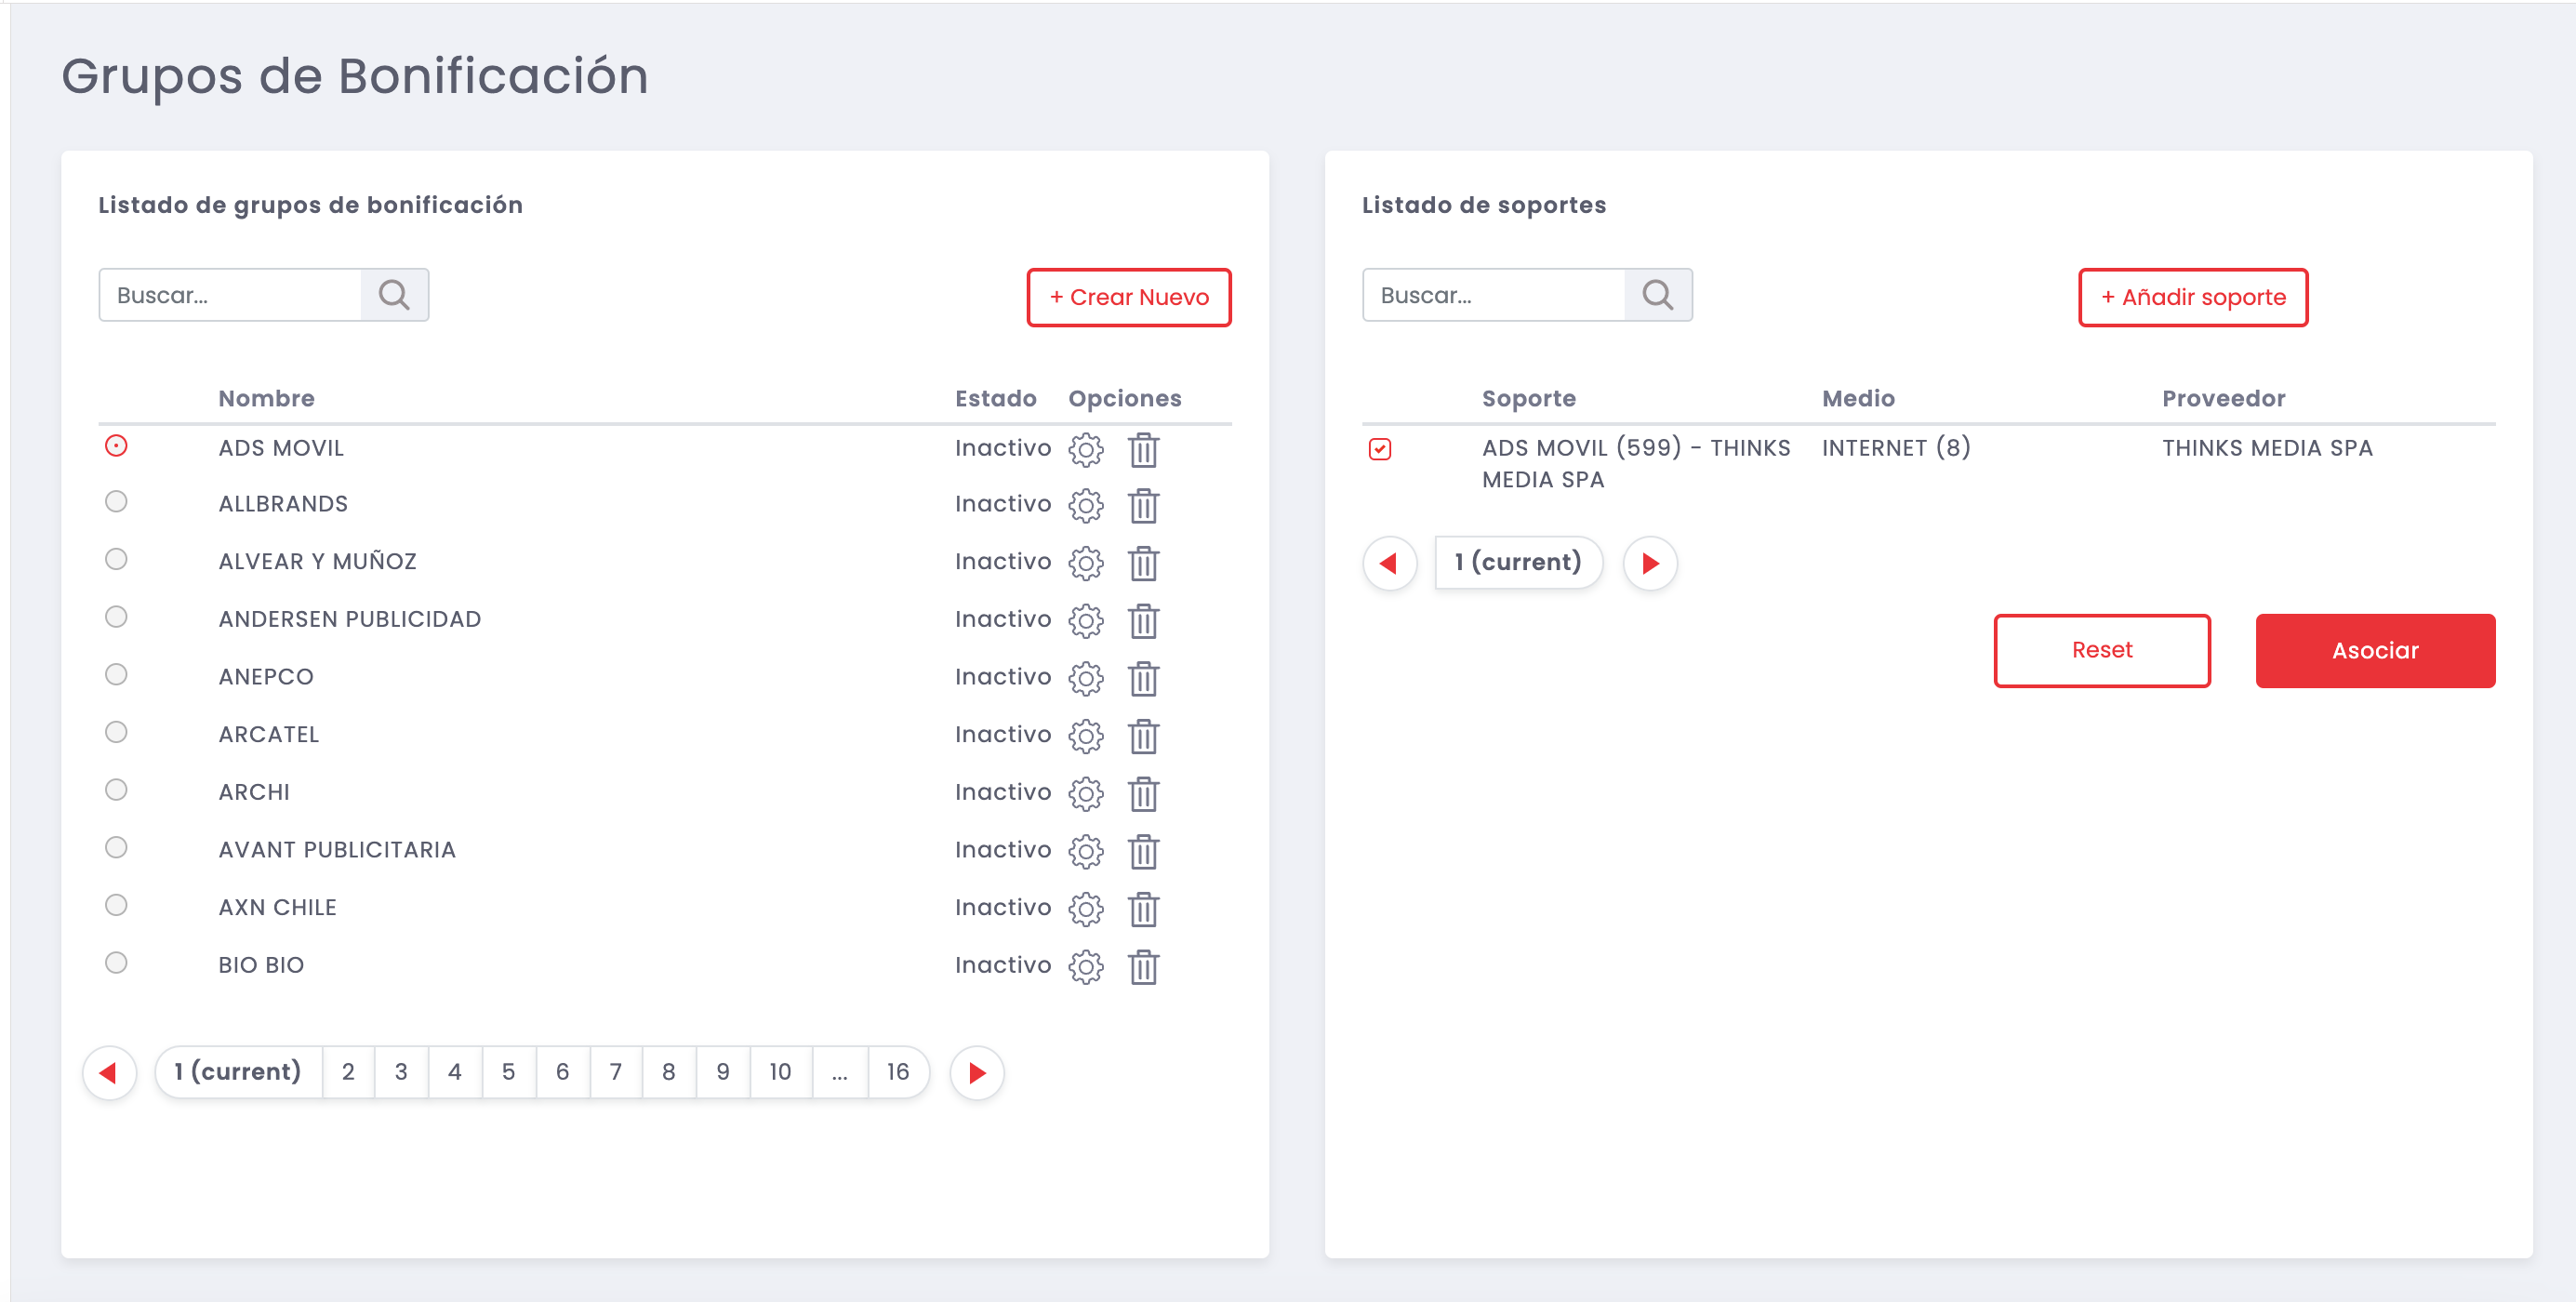 Grupos de Bonificación
Listado de grupos de bonificación
Buscar...
+ Crear Nuevo
Nombre Estado Opciones
ADS MOVIL Inactivo
ALLBRANDS Inactivo
ALVEAR Y MUÑOZ Inactivo
ANDERSEN PUBLICIDAD Inactivo
ANEPCO Inactivo
ARCATEL Inactivo
ARCHI Inactivo
AVANT PUBLICITARIA Inactivo
AXN CHILE Inactivo
BIO BIO Inactivo
1 (current) 2 3 4 5 6 7 8 9 10 ... 16
Listado de soportes
Buscar...
+ Añadir soporte
Soporte Medio Proveedor
ADS MOVIL (599) - THINKS INTERNET (8) THINKS MEDIA SPA
MEDIA SPA
1 (current)
Reset Asociar